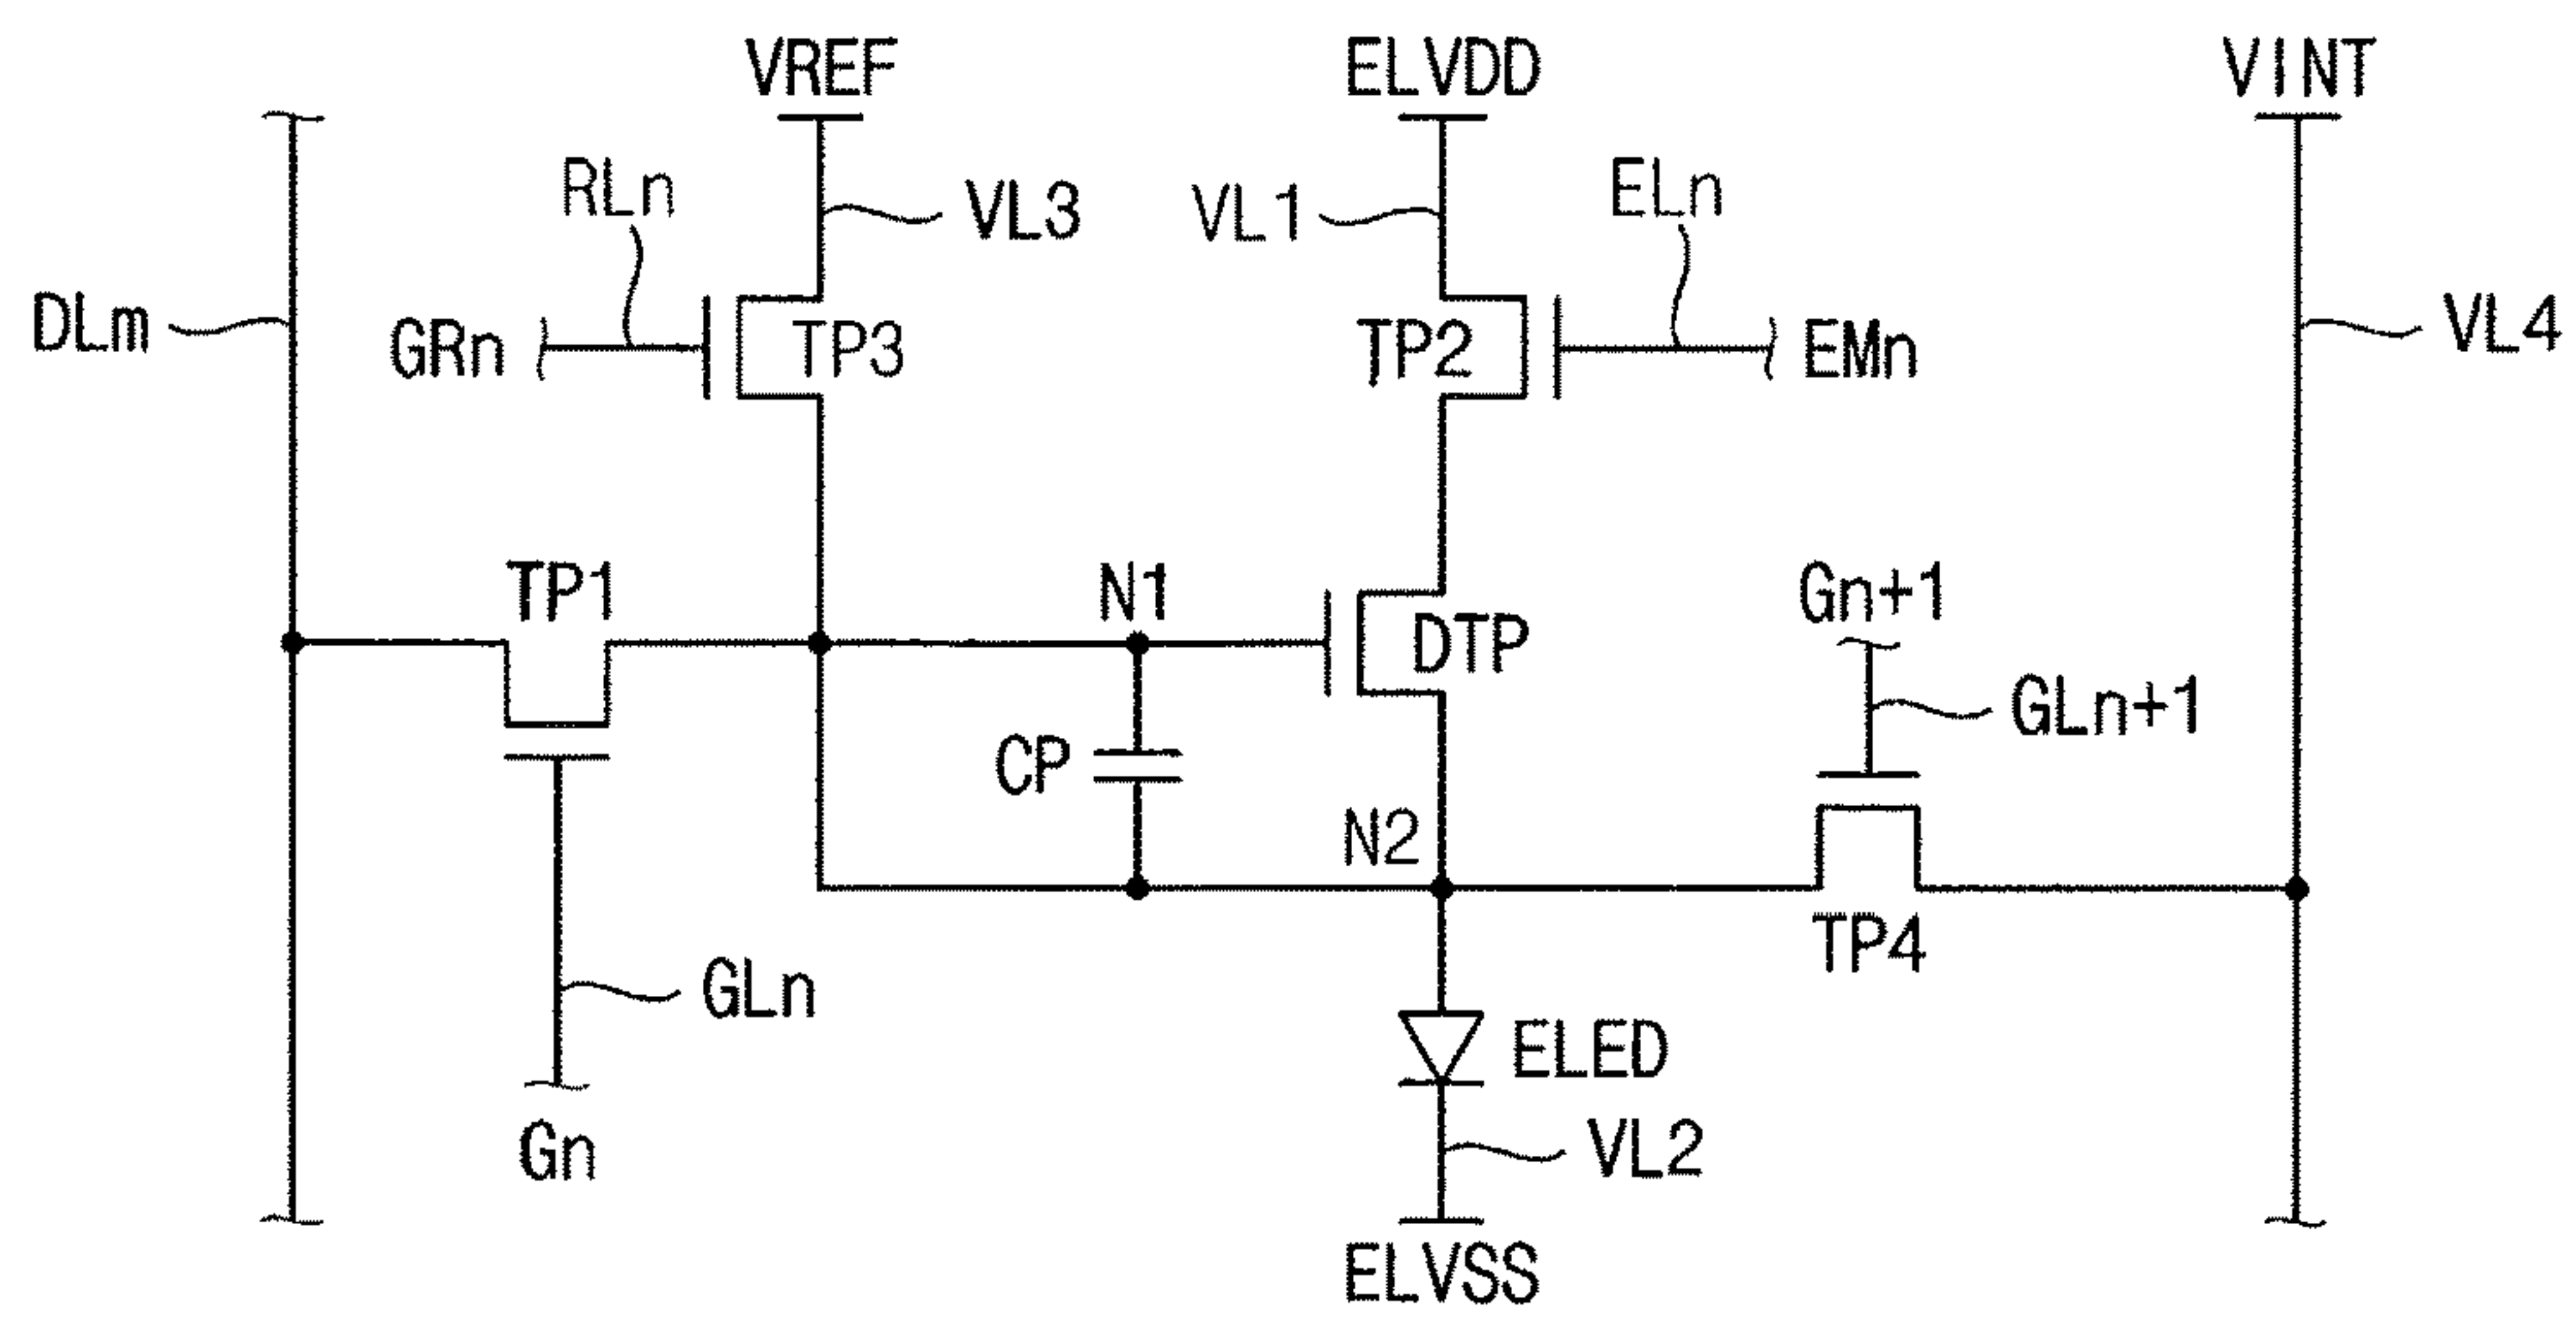 VREF ELVDD VINT
RLn VL3 VL1 ELn
DLm GRn TP3 TP2 EMn VL4
TP1 N1 DTP Gn+1
GLn+1
CP
N2
TP4
GLn ELED
Gn VL2
ELVSS